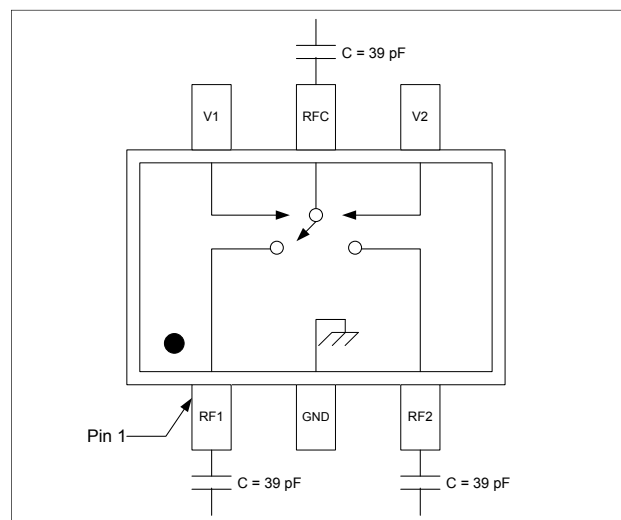 C = 39 pF
V1
RFC
V2
RF1
GND
RF2
Pin 1
C = 39 pF
C = 39 pF